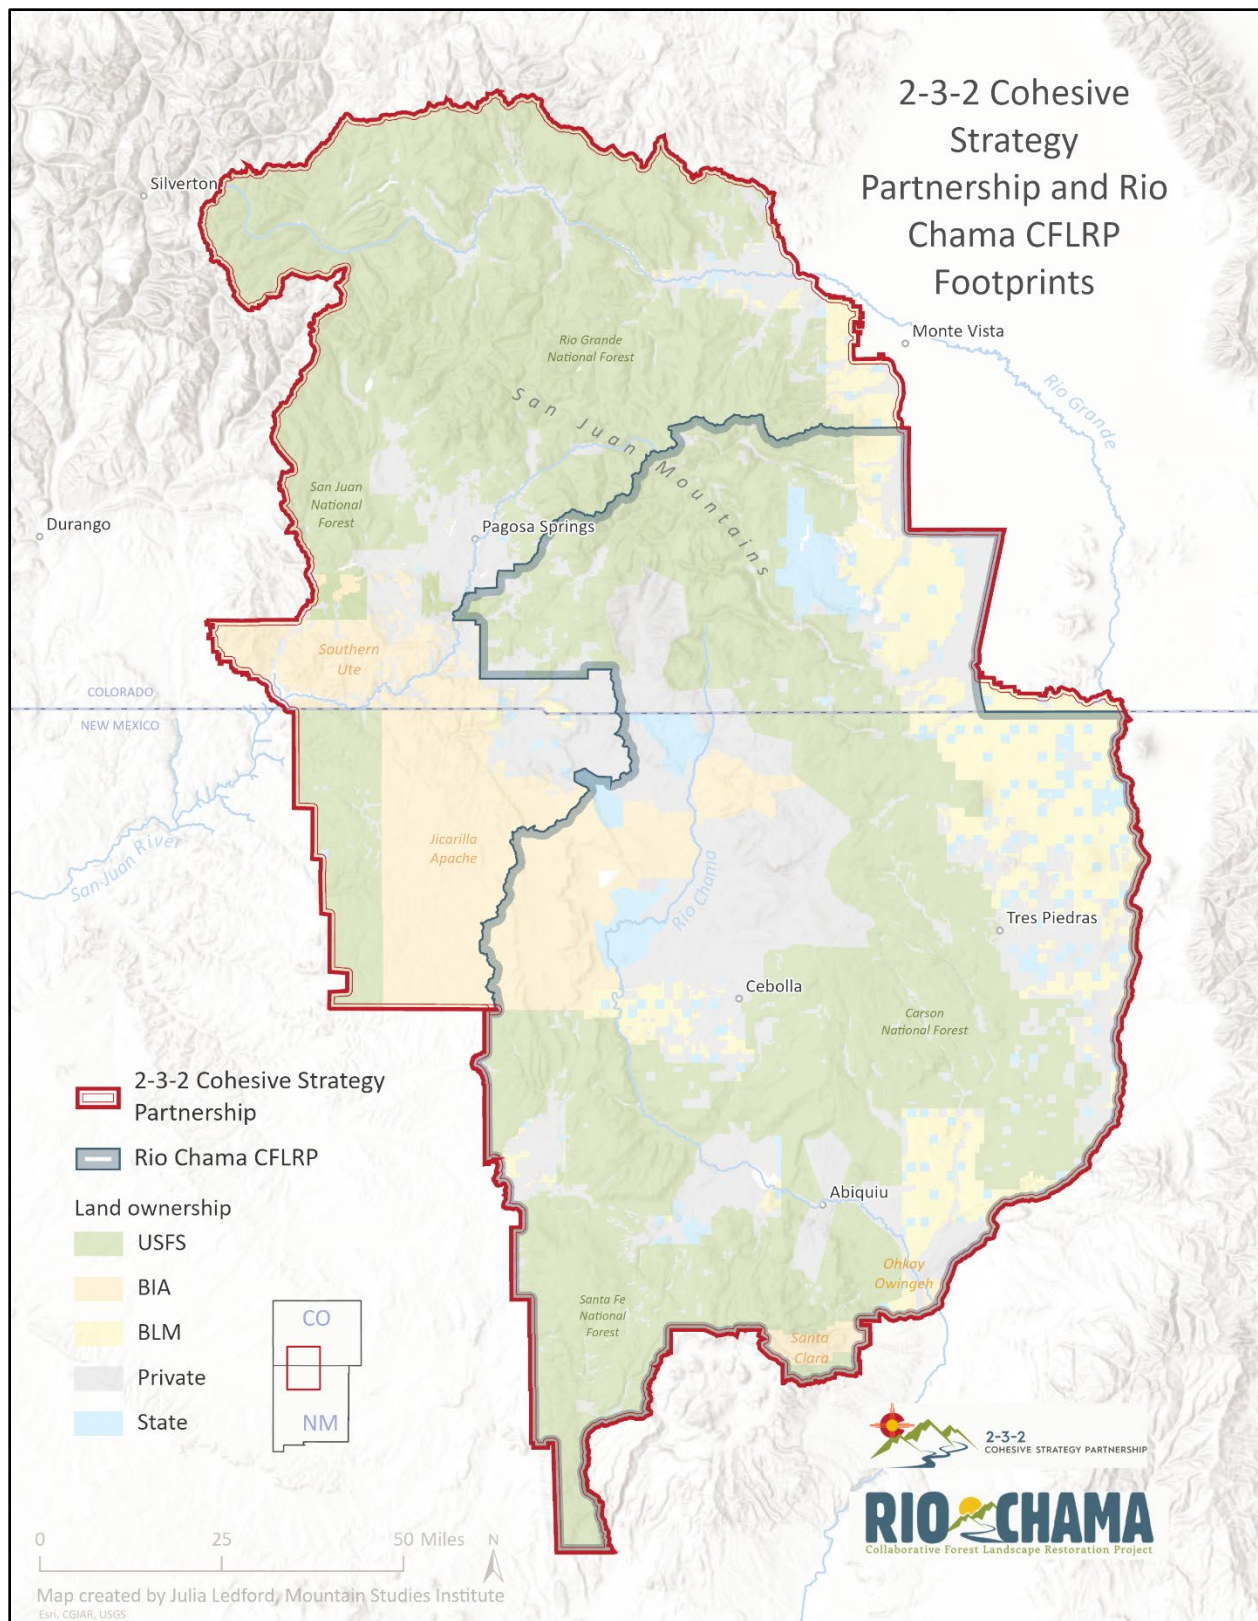 2-3-2 Cohesive
Strategy
Partnership and Rio
Chama CFLRP
Footprints
Silverton
Monte Vista
Rio Grande
Rio Grande
National Forest
San Juan Mountains
San Juan
National
Forest
Durango
Pagosa Springs
Southern
Ute
COLORADO
NEW MEXICO
San Juan River
Jicarilla
Apache
Rio Chama
Tres Piedras
Cebolla
Carson
National Forest
Abiquiu
Ohkay
Owingeh
Santa Fe
National
Forest
Santa
Clara
2-3-2 Cohesive Strategy
Partnership
Rio Chama CFLRP
Land ownership
USFS
BIA
BLM
Private
State
CO
NM
2-3-2
COHESIVE STRATEGY PARTNERSHIP
RIO CHAMA
Collaborative Forest Landscape Restoration Project
0 25 50 Miles
N
Map created by Julia Ledford, Mountain Studies Institute
Esri, CGIAR, USGS